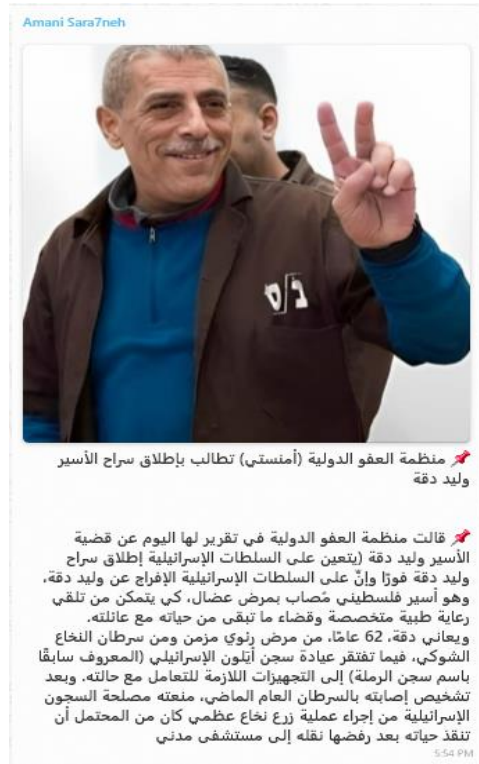 Amani Sara7neh
נ/ס
📌 منظمة العفو الدولية (أمنستي) تطالب بإطلاق سراح الأسير
وليد دقة
📌 قالت منظمة العفو الدولية في تقرير لها اليوم عن قضية
الأسير وليد دقة (يتعين على السلطات الإسرائيلية إطلاق سراح
وليد دقة فورًا وإنّ على السلطات الإسرائيلية الإفراج عن وليد دقة،
وهو أسير فلسطيني مُصاب بمرض عضال، كي يتمكن من تلقي
رعاية طبية متخصصة وقضاء ما تبقى من حياته مع عائلته.
ويعاني دقة، 62 عامًا، من مرض رئوي مزمن ومن سرطان النخاع
الشوكي، فيما تفتقر عيادة سجن أيَلون الإسرائيلي (المعروف سابقًا
باسم سجن الرملة) إلى التجهيزات اللازمة للتعامل مع حالته. وبعد
تشخيص إصابته بالسرطان العام الماضي، منعته مصلحة السجون
الإسرائيلية من إجراء عملية زرع نخاع عظمي كان من المحتمل أن
تنقذ حياته بعد رفضها نقله إلى مستشفى مدني
5:54 PM